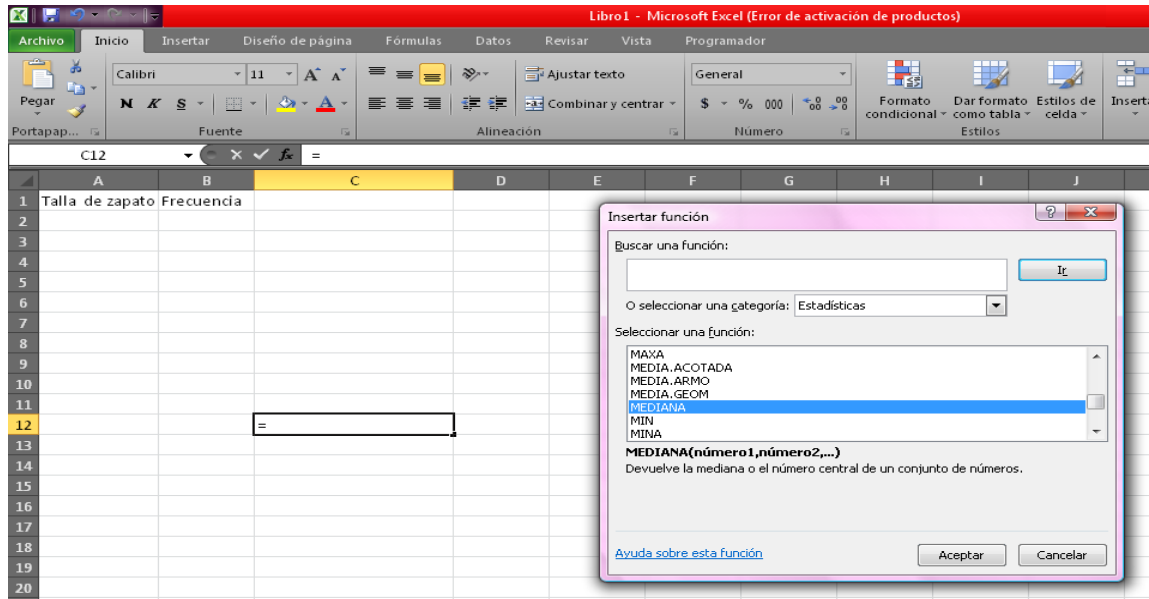 Libro1 - Microsoft Excel (Error de activación de productos)
Archivo Inicio Insertar Diseño de página Fórmulas Datos Revisar Vista Programador
Calibri 11 A A Ajustar texto General
Pegar N K S A Combinar y centrar $ % 000 Formato condicional Dar formato como tabla Estilos de celda Insert
Portapap... Fuente Alineación Número Estilos
C12 fx =
A B C D E F G H I J
1 Talla de zapato Frecuencia
2
3
4
5
6
7
8
9
10
11
12 =
13
14
15
16
17
18
19
20
Insertar función
Buscar una función:
Ir
O seleccionar una categoría: Estadísticas
Seleccionar una función:
MAXA
MEDIA.ACOTADA
MEDIA.ARMO
MEDIA.GEOM
MEDIANA
MIN
MINA
MEDIANA(número1,número2,...)
Devuelve la mediana o el número central de un conjunto de números.
Ayuda sobre esta función Aceptar Cancelar